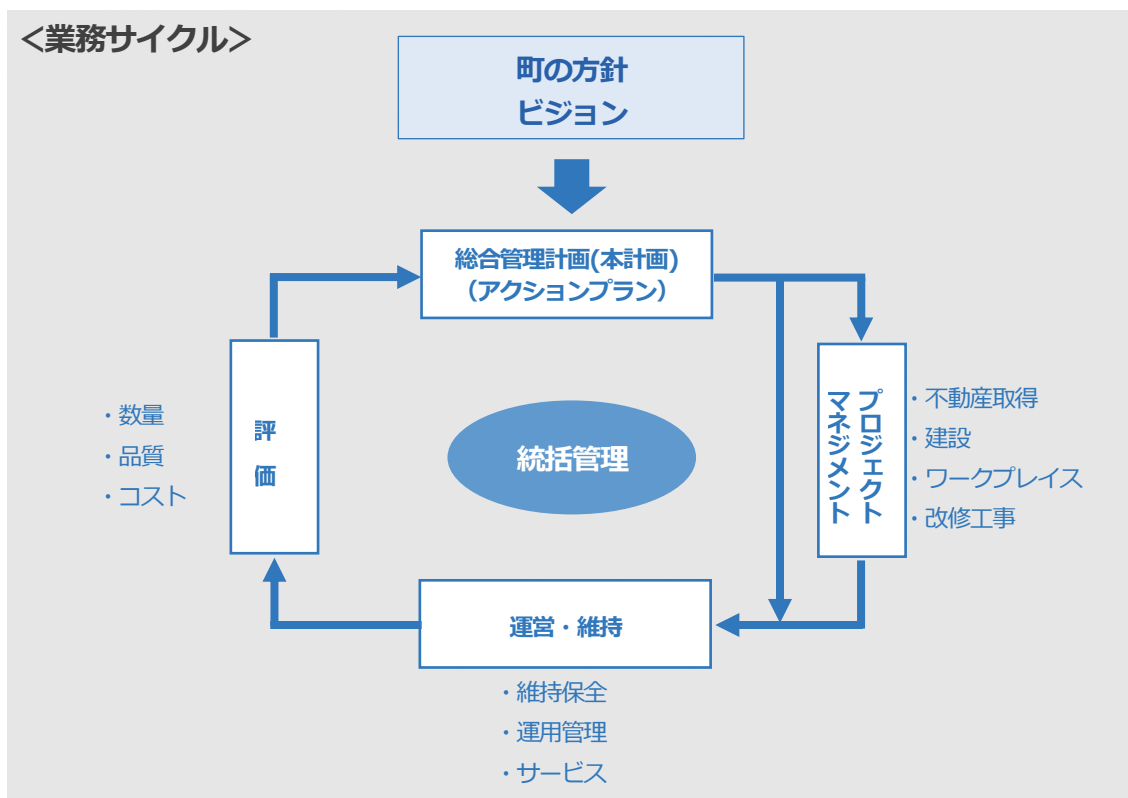 <業務サイクル>
町の方針
ビジョン
総合管理計画(本計画)
（アクションプラン）
プロジェクト
マネジメント
・不動産取得
・建設
・ワークプレイス
・改修工事
評価
・数量
・品質
・コスト
統括管理
運営・維持
・維持保全
・運用管理
・サービス